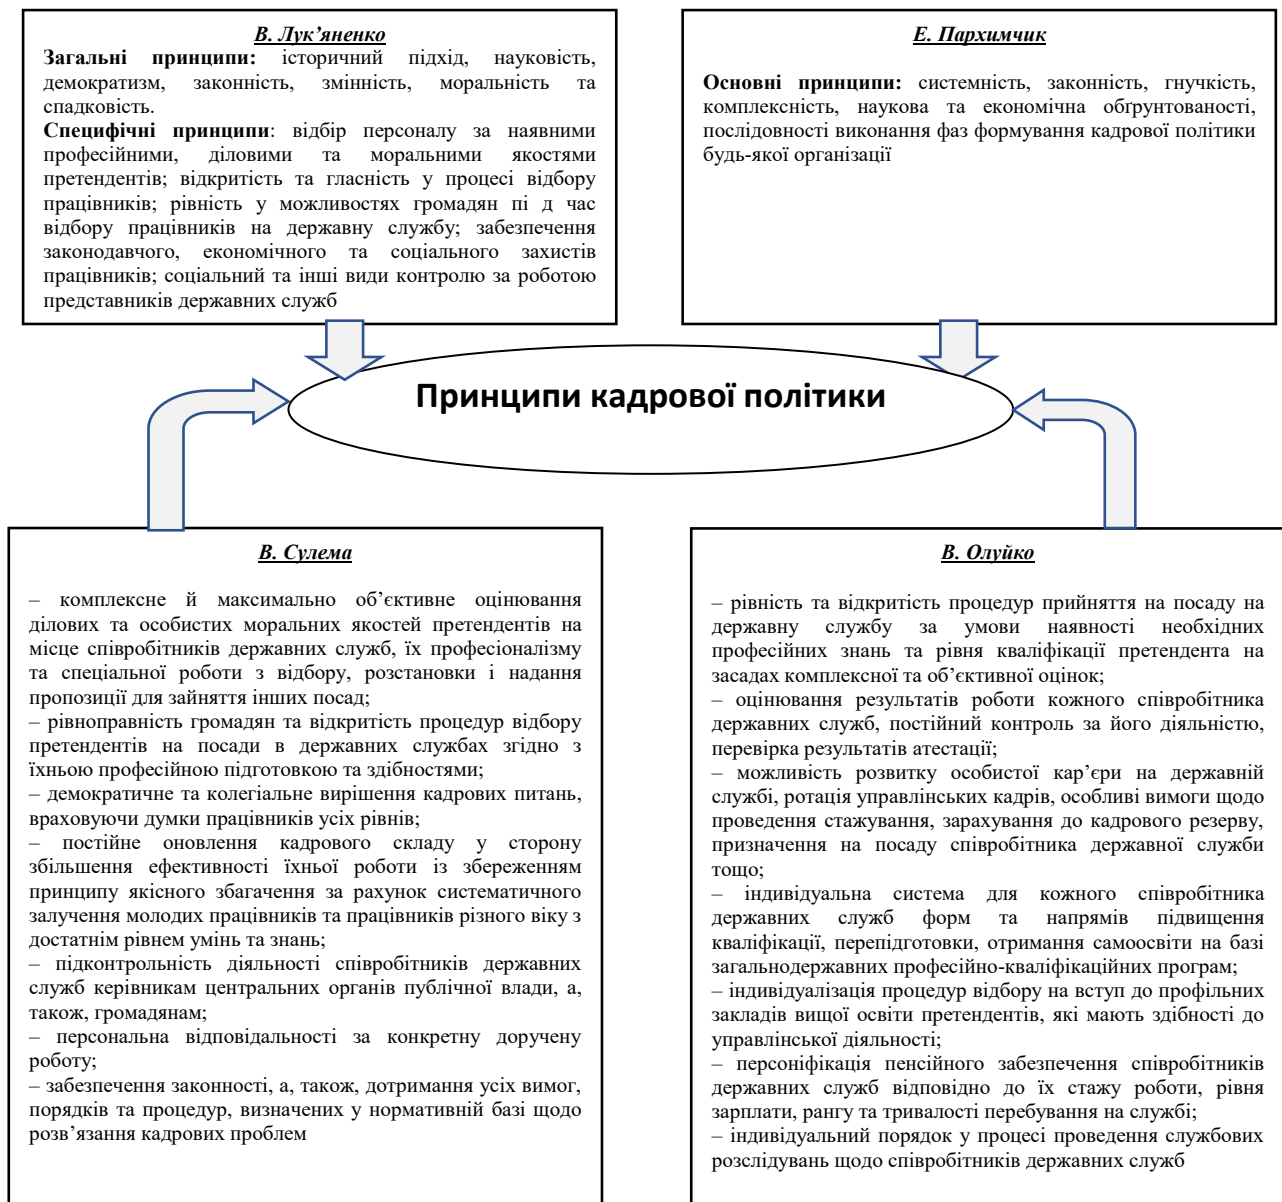 В. Лук’яненко
Загальні принципи: історичний підхід, науковість,
демократизм, законність, змінність, моральність та
спадковість.
Специфічні принципи: відбір персоналу за наявними
професійними, діловими та моральними якостями
претендентів; відкритість та гласність у процесі відбору
працівників; рівність у можливостях громадян пі д час
відбору працівників на державну службу; забезпечення
законодавчого, економічного та соціального захистів
працівників; соціальний та інші види контролю за роботою
представників державних служб
Е. Пархимчик
Основні принципи: системність, законність, гнучкість,
комплексність, наукова та економічна обґрунтованості,
послідовності виконання фаз формування кадрової політики
будь-якої організації
Принципи кадрової політики
В. Сулема
– комплексне й максимально об’єктивне оцінювання
ділових та особистих моральних якостей претендентів на
місце співробітників державних служб, їх професіоналізму
та спеціальної роботи з відбору, розстановки і надання
пропозиції для зайняття інших посад;
– рівноправність громадян та відкритість процедур відбору
претендентів на посади в державних службах згідно з
їхньою професійною підготовкою та здібностями;
– демократичне та колегіальне вирішення кадрових питань,
враховуючи думки працівників усіх рівнів;
– постійне оновлення кадрового складу у сторону
збільшення ефективності їхньої роботи із збереженням
принципу якісного збагачення за рахунок систематичного
залучення молодих працівників та працівників різного віку з
достатнім рівнем умінь та знань;
– підконтрольність діяльності співробітників державних
служб керівникам центральних органів публічної влади, а,
також, громадянам;
– персональна відповідальності за конкретну доручену
роботу;
– забезпечення законності, а, також, дотримання усіх вимог,
порядків та процедур, визначених у нормативній базі щодо
розв’язання кадрових проблем
В. Олуйко
– рівність та відкритість процедур прийняття на посаду на
державну службу за умови наявності необхідних
професійних знань та рівня кваліфікації претендента на
засадах комплексної та об’єктивної оцінок;
– оцінювання результатів роботи кожного співробітника
державних служб, постійний контроль за його діяльністю,
перевірка результатів атестації;
– можливість розвитку особистої кар’єри на державній
службі, ротація управлінських кадрів, особливі вимоги щодо
проведення стажування, зарахування до кадрового резерву,
призначення на посаду співробітника державної служби
тощо;
– індивідуальна система для кожного співробітника
державних служб форм та напрямів підвищення
кваліфікації, перепідготовки, отримання самоосвіти на базі
загальнодержавних професійно-кваліфікаційних програм;
– індивідуалізація процедур відбору на вступ до профільних
закладів вищої освіти претендентів, які мають здібності до
управлінської діяльності;
– персоніфікація пенсійного забезпечення співробітників
державних служб відповідно до їх стажу роботи, рівня
зарплати, рангу та тривалості перебування на службі;
– індивідуальний порядок у процесі проведення службових
розслідувань щодо співробітників державних служб